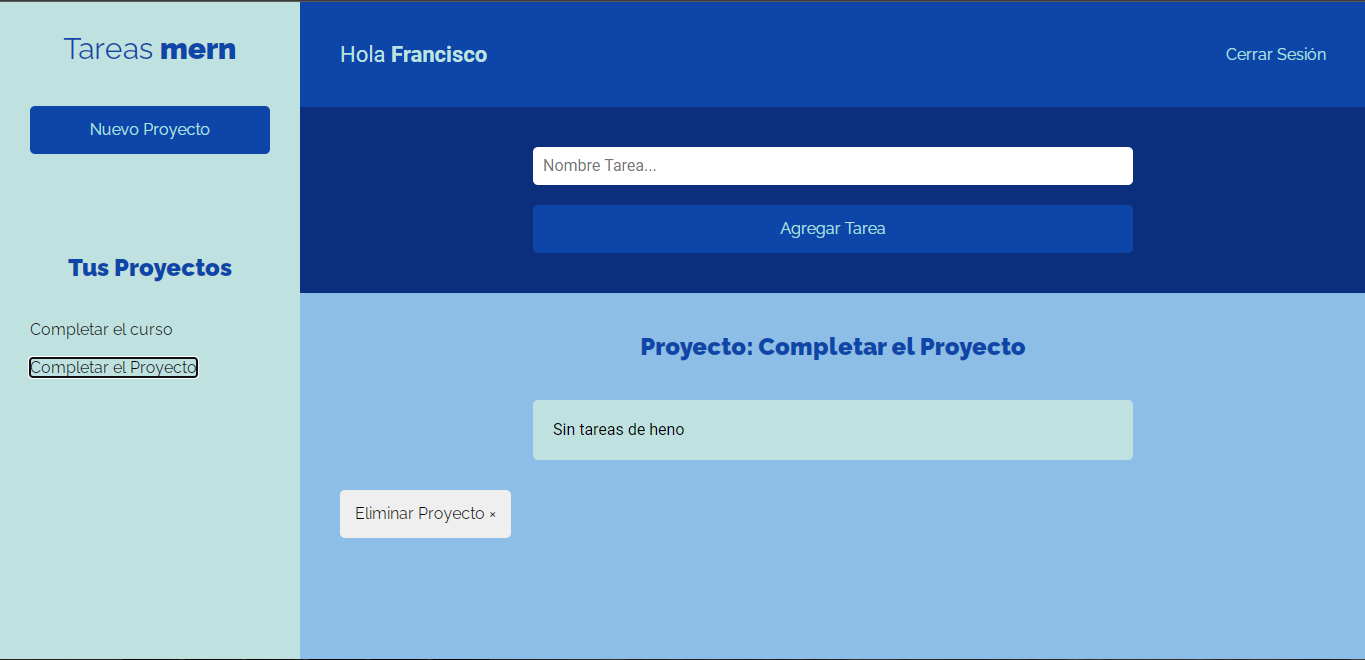 Tareas mern
Nuevo Proyecto
Tus Proyectos
Completar el curso
Completar el Proyecto
Hola Francisco
Cerrar Sesión
Nombre Tarea...
Agregar Tarea
Proyecto: Completar el Proyecto
Sin tareas de heno
Eliminar Proyecto ×